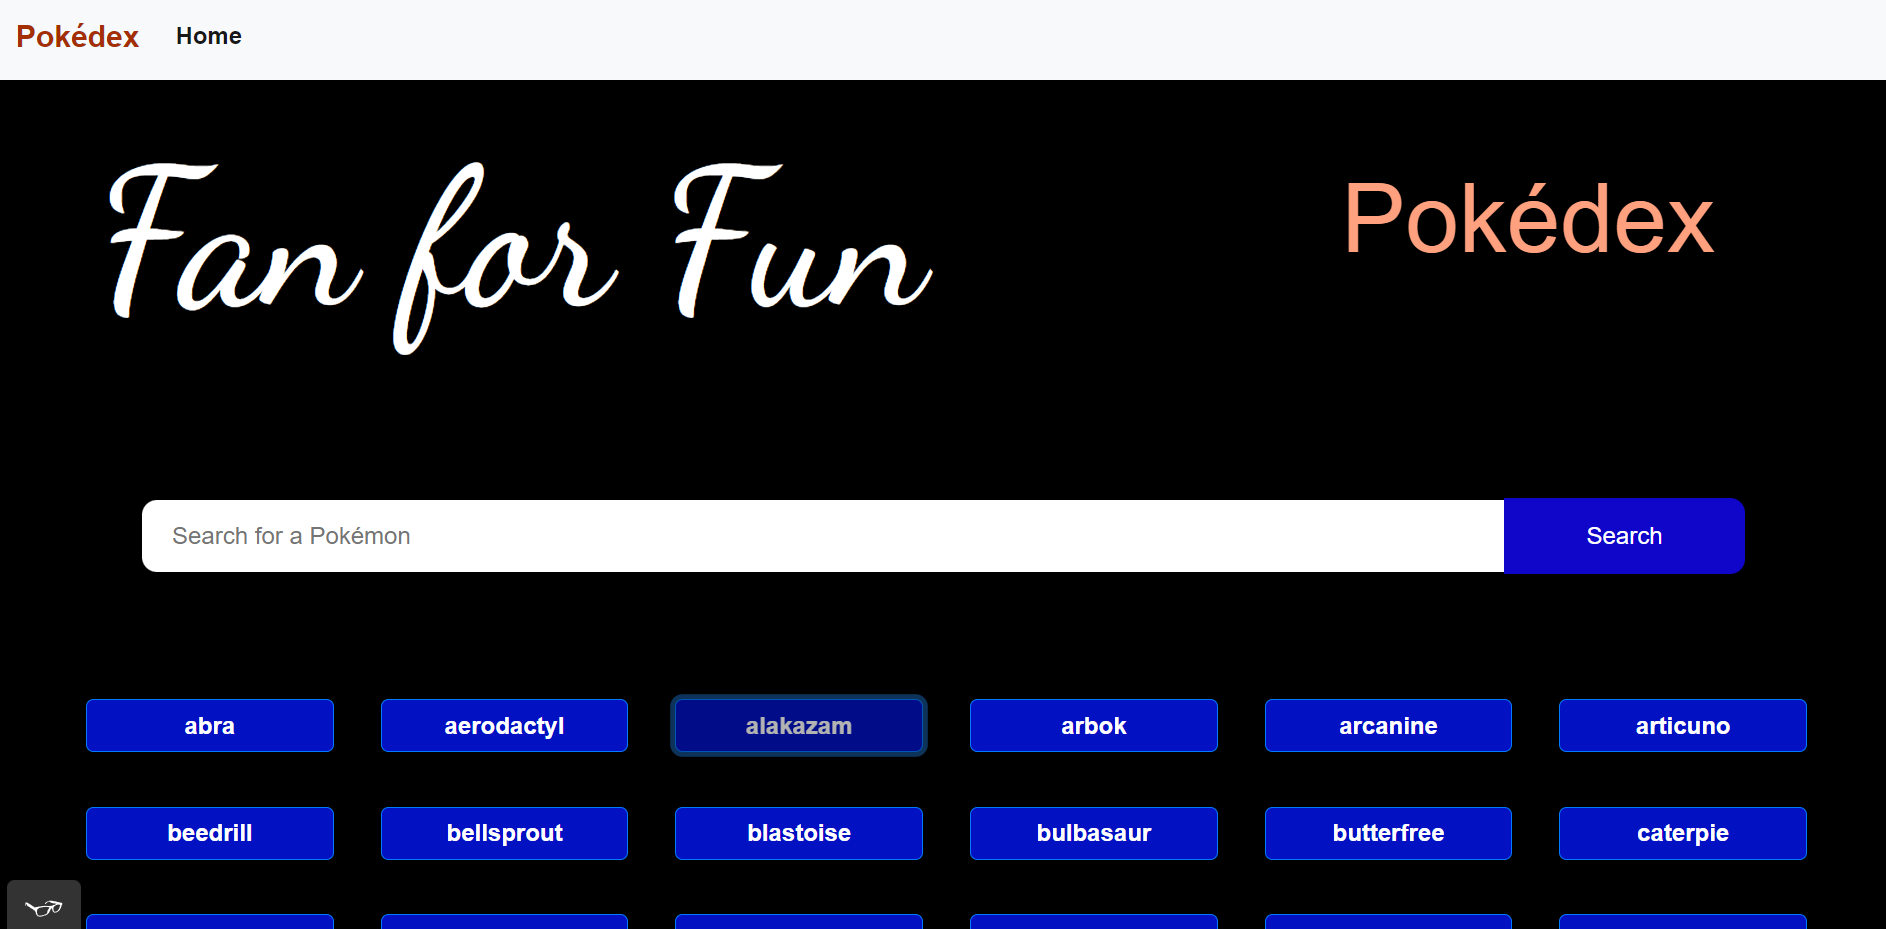 Pokédex Home
Fan for Fun
Pokédex
Search for a Pokémon
Search
abra aerodactyl alakazam arbok arcanine articuno
beedrill bellsprout blastoise bulbasaur butterfree caterpie